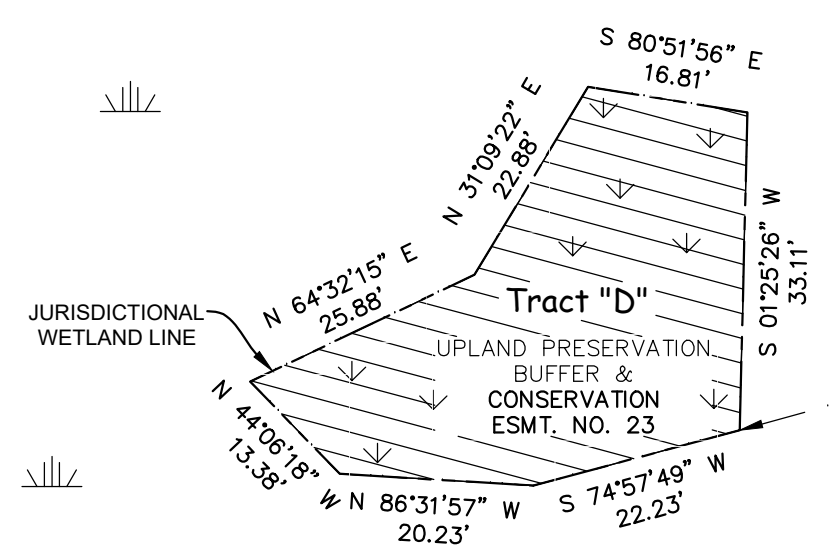 S 80°51'56" E
16.81'
N 31°09'22" E
22.88'
S 01°25'26" W
33.11'
N 64°32'15" E
25.88'
JURISDICTIONAL
WETLAND LINE
Tract "D"
UPLAND PRESERVATION
BUFFER &
CONSERVATION
ESMT. NO. 23
N 44°06'18" W
13.38'
N 86°31'57" W
20.23'
S 74°57'49" W
22.23'